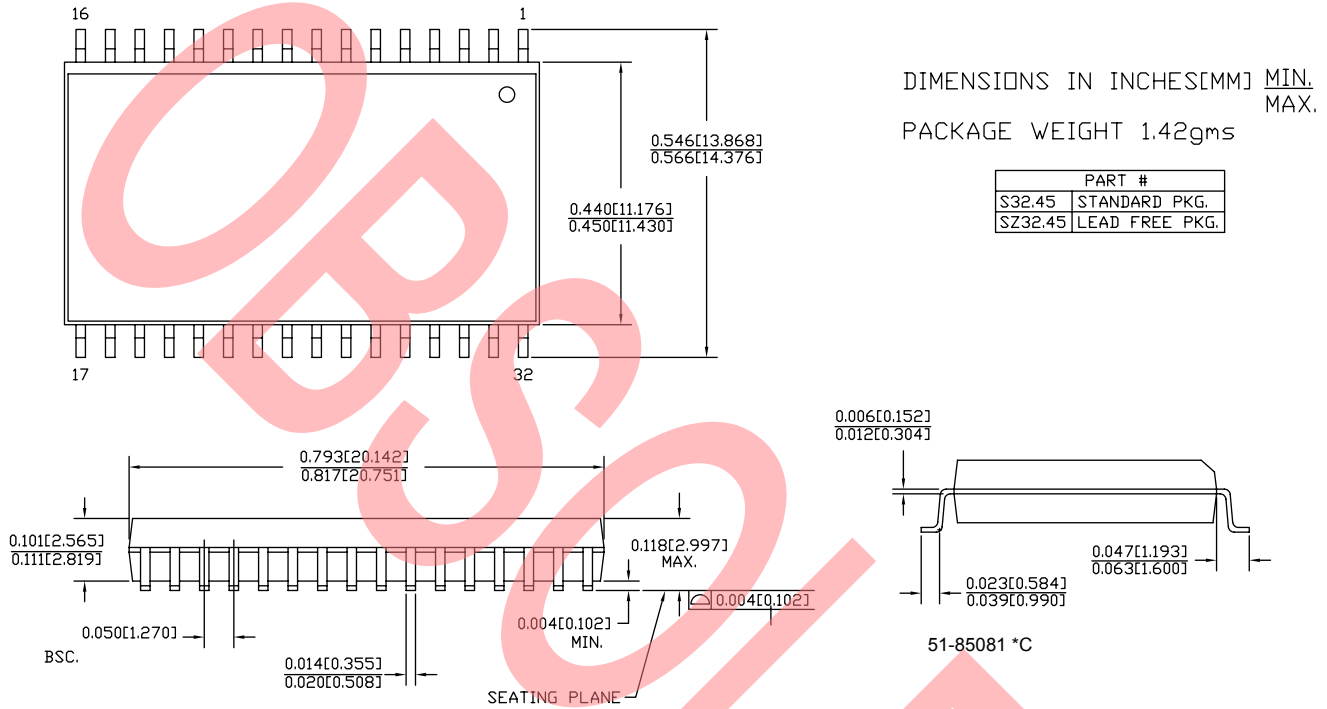 16 1
DIMENSIONS IN INCHES[MM] MIN.
MAX.
PACKAGE WEIGHT 1.42gms
0.546[13.868]
0.566[14.376]
PART #
S32.45 STANDARD PKG.
SZ32.45 LEAD FREE PKG.
0.440[11.176]
0.450[11.430]
17 32
0.006[0.152]
0.012[0.304]
0.793[20.142]
0.817[20.751]
0.101[2.565]
0.111[2.819]
0.118[2.997]
MAX.
0.047[1.193]
0.063[1.600]
0.023[0.584]
0.039[0.990]
0.004[0.102]
0.004[0.102]
MIN.
0.050[1.270]
BSC.
0.014[0.355]
0.020[0.508]
SEATING PLANE
51-85081 *C
OBSOL